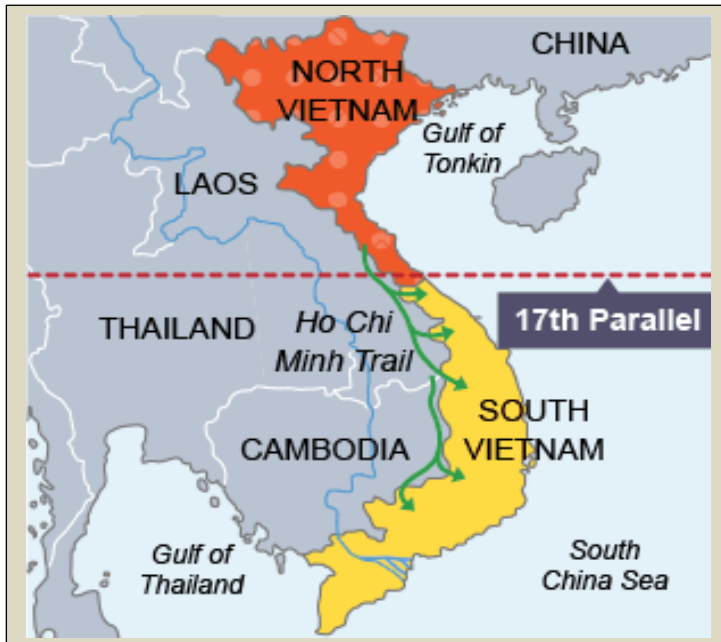 CHINA
NORTH
VIETNAM
Gulf of
Tonkin
LAOS
17th Parallel
THAILAND
Ho Chi
Minh Trail
SOUTH
VIETNAM
CAMBODIA
Gulf of
Thailand
South
China Sea